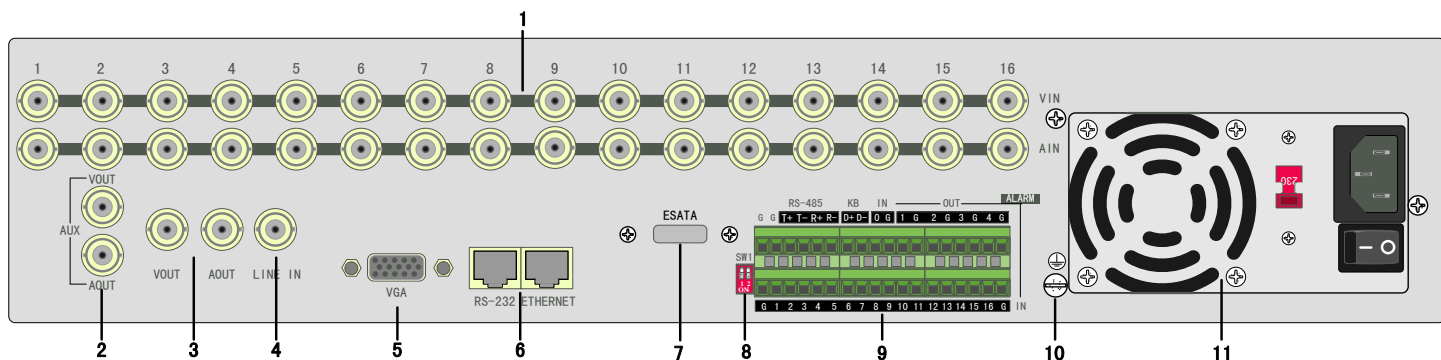 1
1 2 3 4 5 6 7 8 9 10 11 12 13 14 15 16
VIN
AIN
VOUT
AUX
AOUT
VOUT AOUT LINE IN
VGA
RS-232 ETHERNET
ESATA
ALARM
RS-485 KB IN OUT
G G T+ T- R+ R- D+ D- 0 G 1 G 2 G 3 G 4 G
SW1
1 2
ON
G 1 2 3 4 5 6 7 8 9 10 11 12 13 14 15 16 G IN
230
2 3 4 5 6 7 8 9 10 11